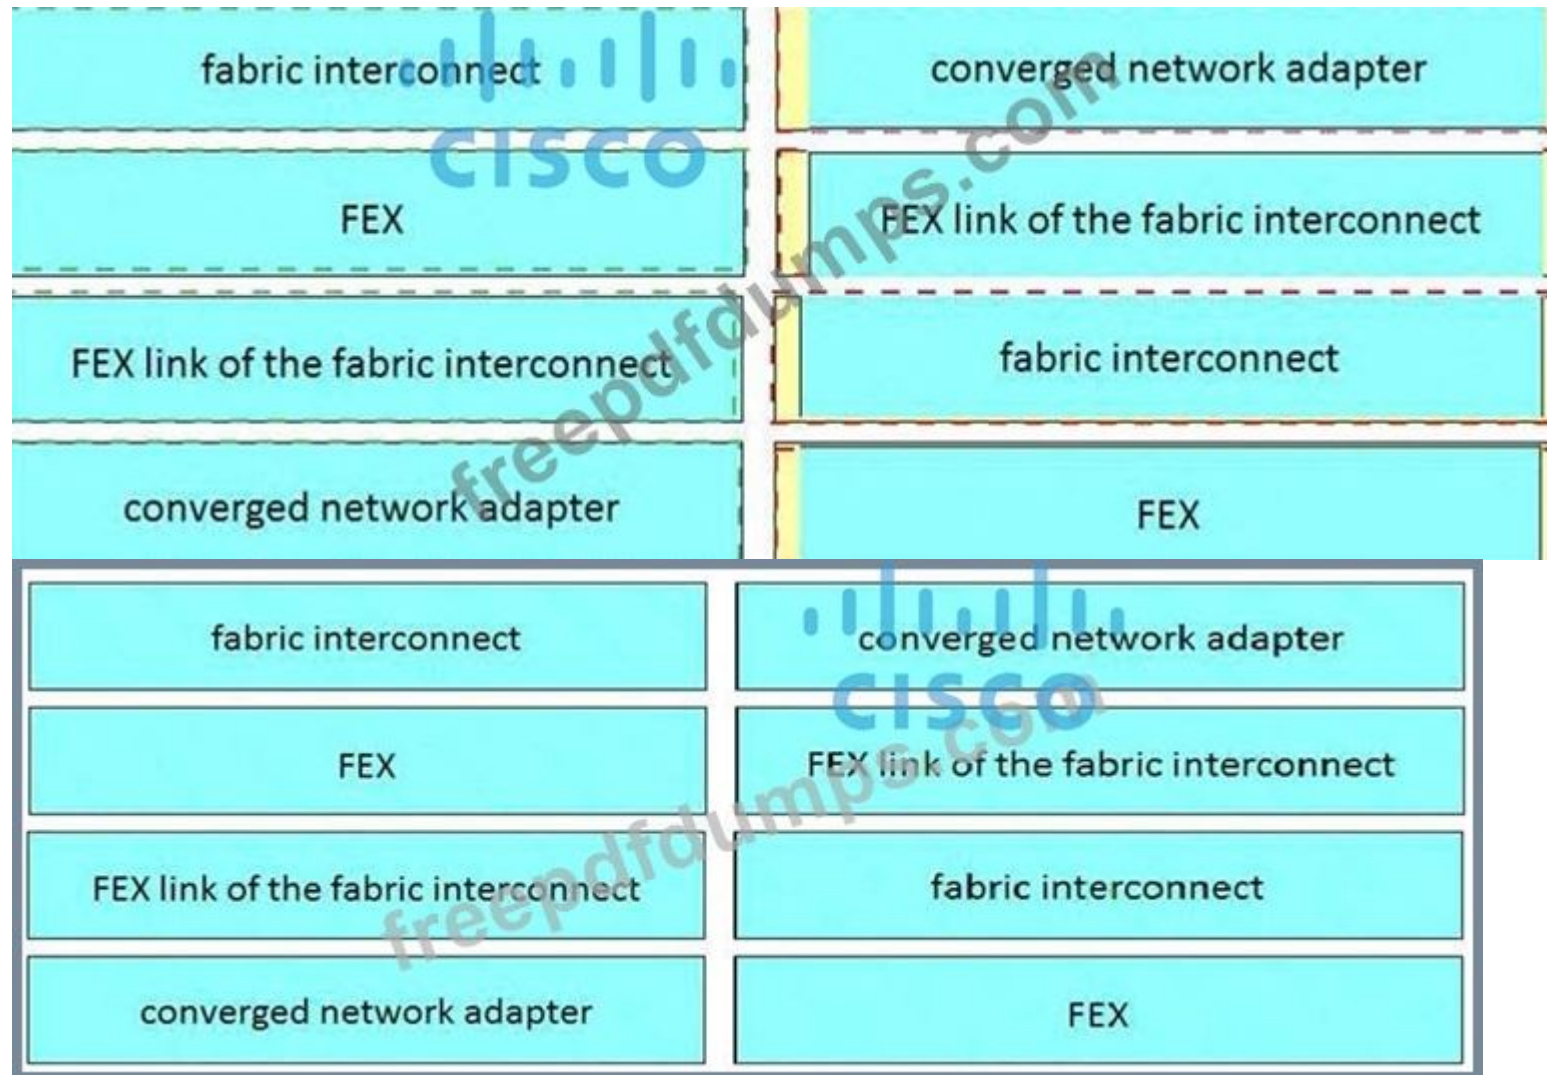 fabric interconnect
converged network adapter
CISCO
FEX
FEX link of the fabric interconnect
FEX link of the fabric interconnect
fabric interconnect
converged network adapter
FEX
freepdfdumps.com
fabric interconnect
converged network adapter
CISCO
FEX
FEX link of the fabric interconnect
FEX link of the fabric interconnect
fabric interconnect
converged network adapter
FEX
freepdfdumps.com